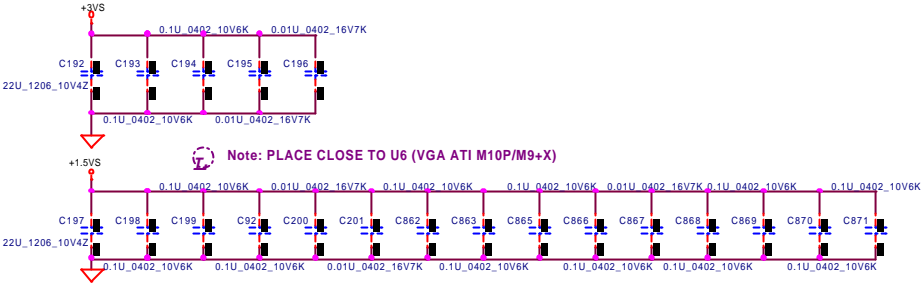 +3VS
0.1U_0402_10V6K 0.01U_0402_16V7K
C192 C193 C194 C195 C196
22U_1206_10V4Z
0.1U_0402_10V6K 0.01U_0402_16V7K
L Note: PLACE CLOSE TO U6 (VGA ATI M10P/M9+X)
+1.5VS
0.1U_0402_10V6K 0.01U_0402_16V7K 0.1U_0402_10V6K 0.1U_0402_10V6K 0.01U_0402_16V7K 0.1U_0402_10V6K 0.1U_0402_10V6K
C197 C198 C199 C92 C200 C201 C862 C863 C865 C866 C867 C868 C869 C870 C871
22U_1206_10V4Z
0.1U_0402_10V6K 0.1U_0402_10V6K 0.01U_0402_16V7K 0.1U_0402_10V6K 0.1U_0402_10V6K 0.1U_0402_10V6K 0.1U_0402_10V6K